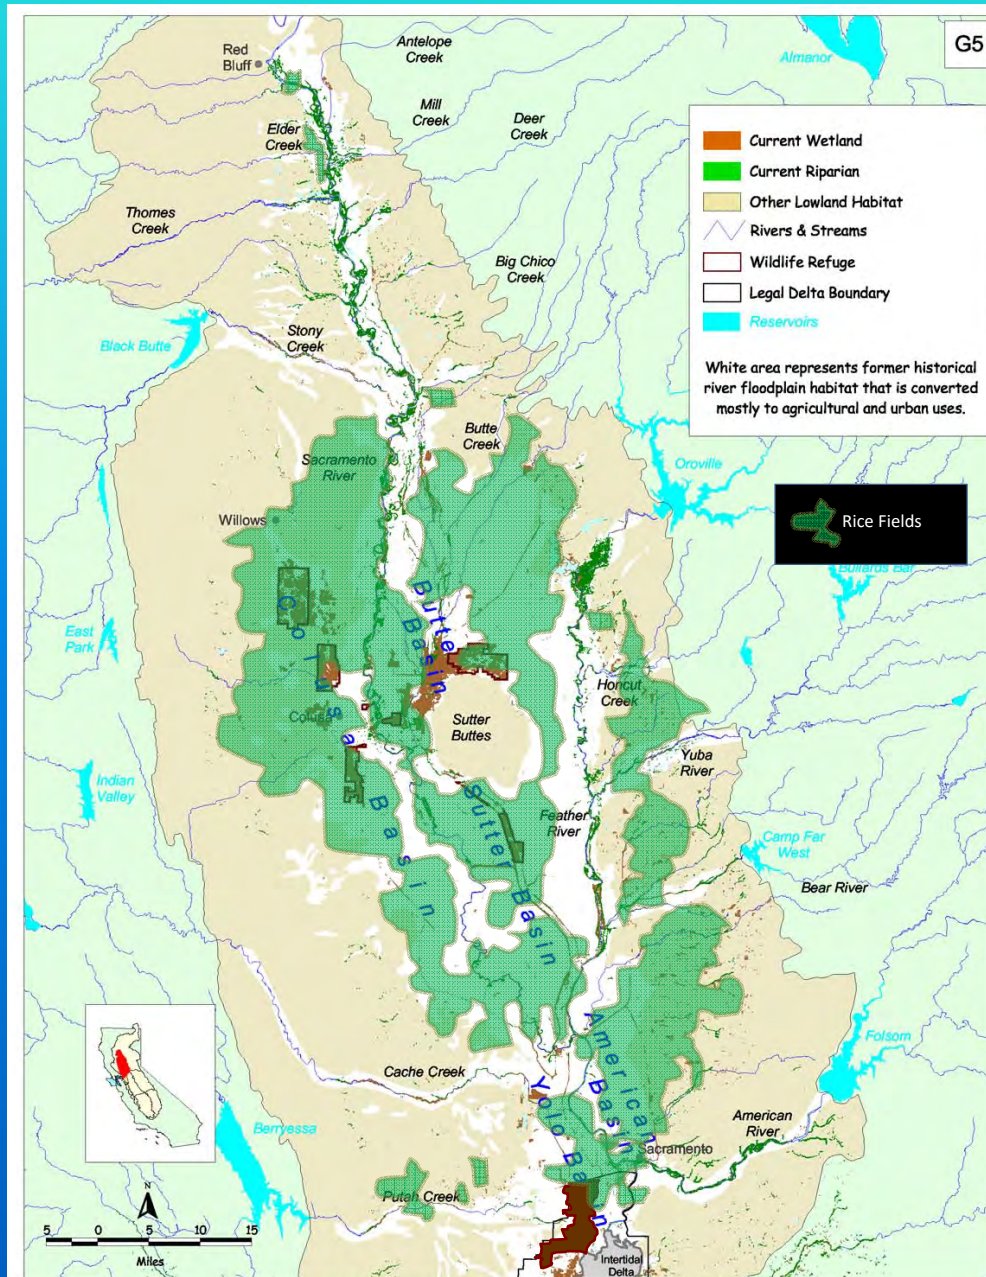 Red
Bluff
Antelope
Creek
Almanor
G5
Mill
Creek
Deer
Creek
Elder
Creek
Thomes
Creek
Big Chico
Creek
Stony
Creek
Black Butte
Current Wetland
Current Riparian
Other Lowland Habitat
Rivers & Streams
Wildlife Refuge
Legal Delta Boundary
Reservoirs
White area represents former historical
river floodplain habitat that is converted
mostly to agricultural and urban uses.
Butte
Creek
Sacramento
River
Oroville
Willows
Rice Fields
Bullards Bar
Butte
Basin
East
Park
Colusa
Basin
Honcut
Creek
Colusa
Sutter
Buttes
Yuba
River
Indian
Valley
Sutter Basin
Feather
River
Camp Far
West
Bear River
American
Basin
Folsom
Cache Creek
Yolo Basin
American
River
Sacramento
Berryessa
Putah Creek
N
5 0 5 10 15
Miles
Intertidal
Delta